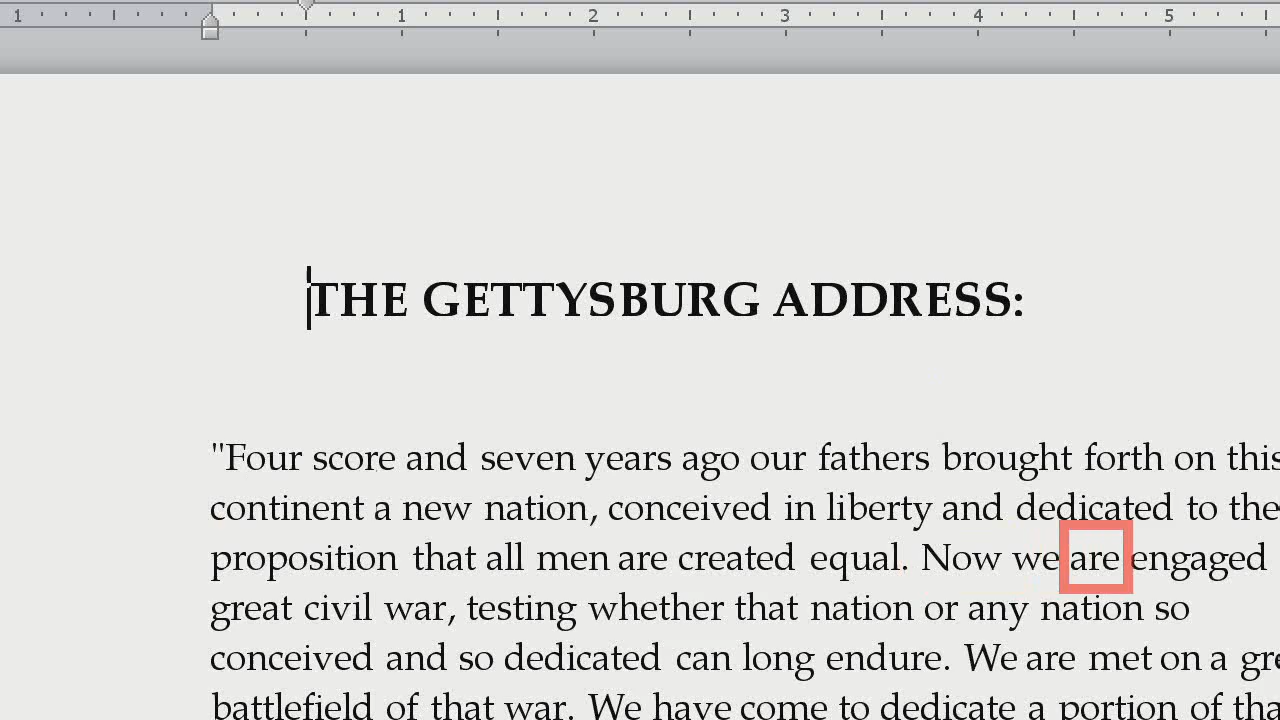 1 1 2 3 4 5
THE GETTYSBURG ADDRESS:
"Four score and seven years ago our fathers brought forth on this
continent a new nation, conceived in liberty and dedicated to the
proposition that all men are created equal. Now we are engaged
great civil war, testing whether that nation or any nation so
conceived and so dedicated can long endure. We are met on a gre
battlefield of that war. We have come to dedicate a portion of tha